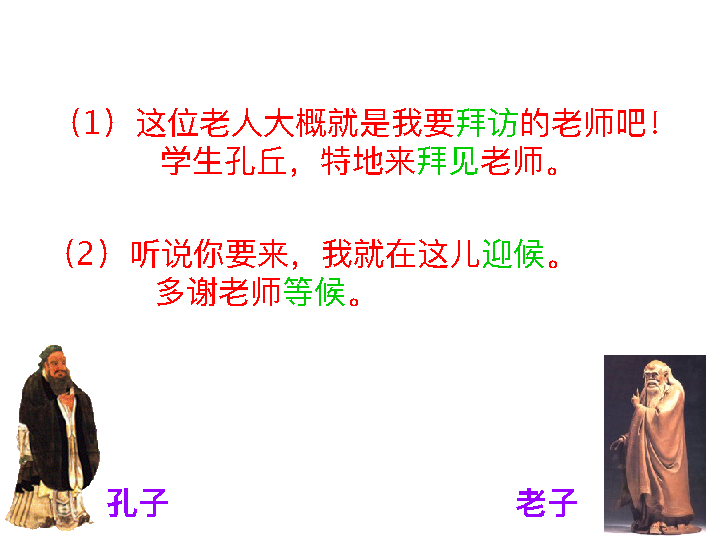 （1）这位老人大概就是我要拜访的老师吧！
学生孔丘，特地来拜见老师。
（2）听说你要来，我就在这儿迎候。
多谢老师等候。
孔子
老子